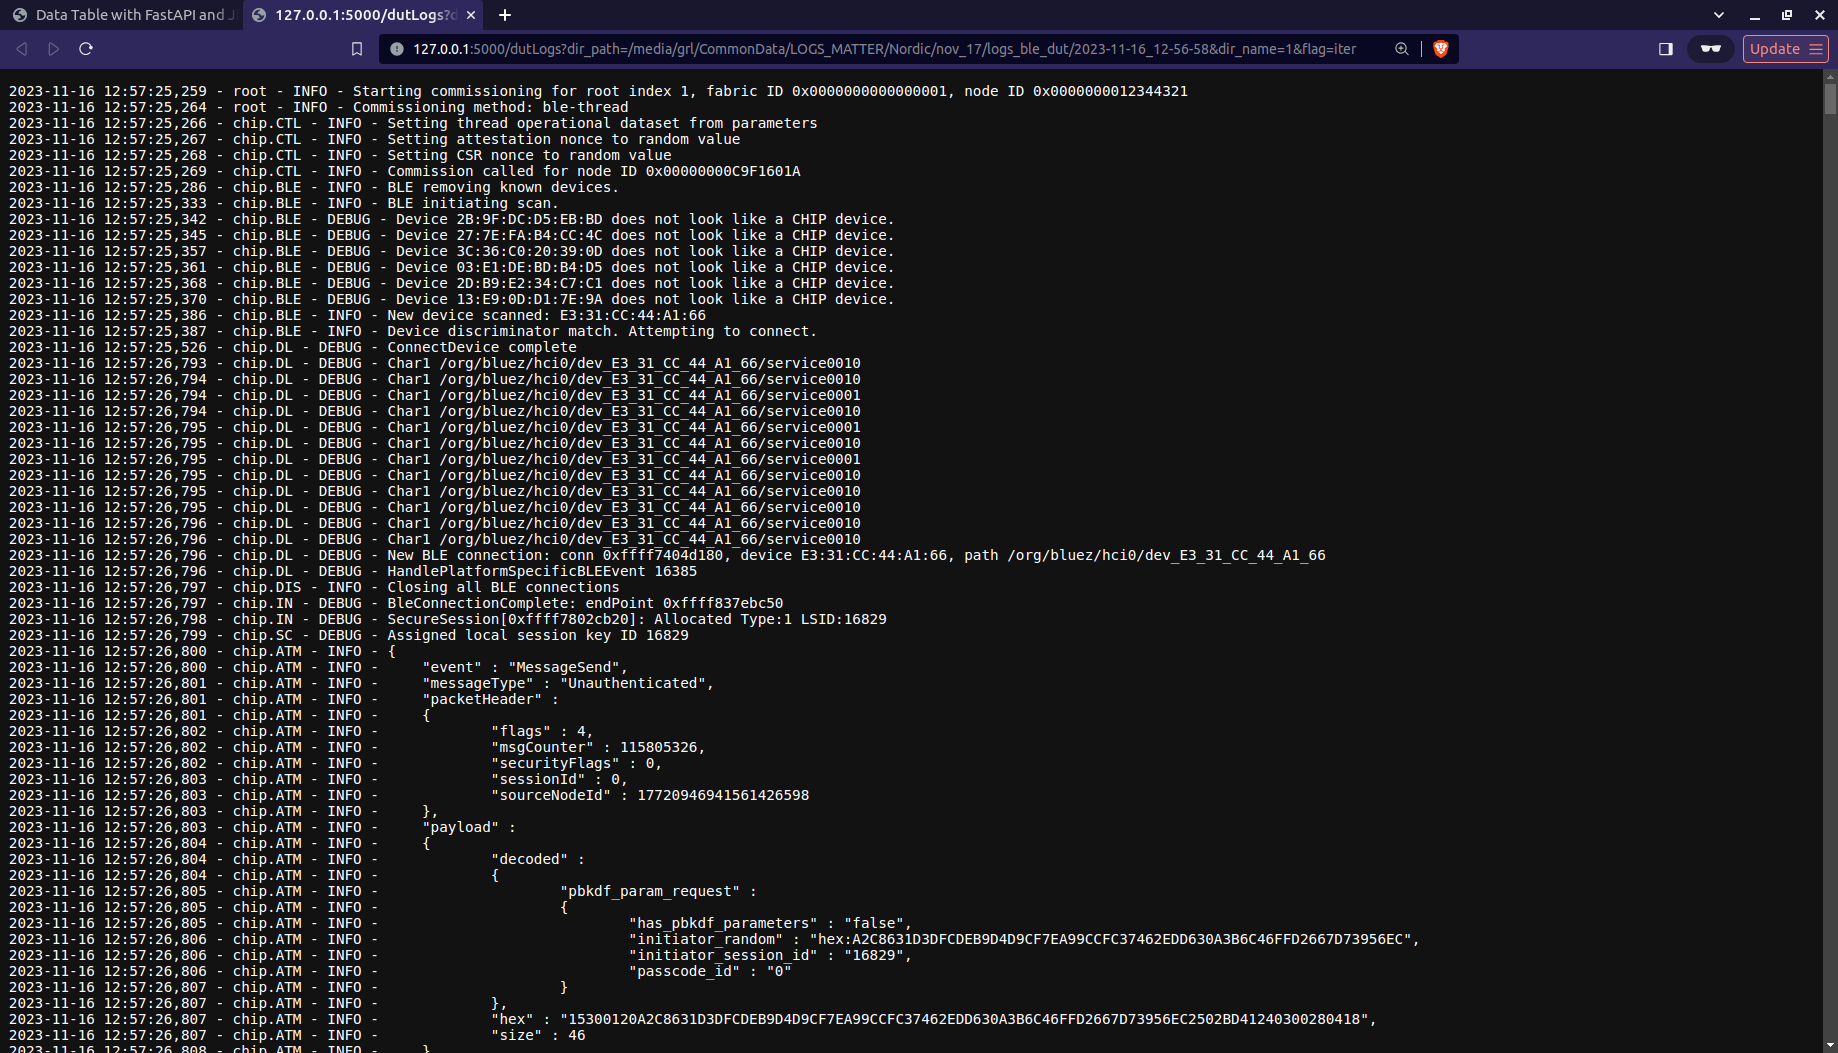 Data Table with FastAPI and J
127.0.0.1:5000/dutLogs?d
127.0.0.1:5000/dutLogs?dir_path=/media/grl/CommonData/LOGS_MATTER/Nordic/nov_17/logs_ble_dut/2023-11-16_12-56-58&dir_name=1&flag=iter
Update
2023-11-16 12:57:25,259 - root - INFO - Starting commissioning for root index 1, fabric ID 0x0000000000000001, node ID 0x0000000012344321
2023-11-16 12:57:25,264 - root - INFO - Commissioning method: ble-thread
2023-11-16 12:57:25,266 - chip.CTL - INFO - Setting thread operational dataset from parameters
2023-11-16 12:57:25,267 - chip.CTL - INFO - Setting attestation nonce to random value
2023-11-16 12:57:25,268 - chip.CTL - INFO - Setting CSR nonce to random value
2023-11-16 12:57:25,269 - chip.CTL - INFO - Commission called for node ID 0x00000000C9F1601A
2023-11-16 12:57:25,286 - chip.BLE - INFO - BLE removing known devices.
2023-11-16 12:57:25,333 - chip.BLE - INFO - BLE initiating scan.
2023-11-16 12:57:25,342 - chip.BLE - DEBUG - Device 2B:9F:DC:D5:EB:BD does not look like a CHIP device.
2023-11-16 12:57:25,345 - chip.BLE - DEBUG - Device 27:7E:FA:B4:CC:4C does not look like a CHIP device.
2023-11-16 12:57:25,357 - chip.BLE - DEBUG - Device 3C:36:C0:20:39:0D does not look like a CHIP device.
2023-11-16 12:57:25,361 - chip.BLE - DEBUG - Device 03:E1:DE:BD:B4:D5 does not look like a CHIP device.
2023-11-16 12:57:25,368 - chip.BLE - DEBUG - Device 2D:B9:E2:34:C7:C1 does not look like a CHIP device.
2023-11-16 12:57:25,370 - chip.BLE - DEBUG - Device 13:E9:0D:D1:7E:9A does not look like a CHIP device.
2023-11-16 12:57:25,386 - chip.BLE - INFO - New device scanned: E3:31:CC:44:A1:66
2023-11-16 12:57:25,387 - chip.BLE - INFO - Device discriminator match. Attempting to connect.
2023-11-16 12:57:25,526 - chip.DL - DEBUG - ConnectDevice complete
2023-11-16 12:57:26,793 - chip.DL - DEBUG - Char1 /org/bluez/hci0/dev_E3_31_CC_44_A1_66/service0010
2023-11-16 12:57:26,794 - chip.DL - DEBUG - Char1 /org/bluez/hci0/dev_E3_31_CC_44_A1_66/service0010
2023-11-16 12:57:26,794 - chip.DL - DEBUG - Char1 /org/bluez/hci0/dev_E3_31_CC_44_A1_66/service0001
2023-11-16 12:57:26,794 - chip.DL - DEBUG - Char1 /org/bluez/hci0/dev_E3_31_CC_44_A1_66/service0010
2023-11-16 12:57:26,795 - chip.DL - DEBUG - Char1 /org/bluez/hci0/dev_E3_31_CC_44_A1_66/service0001
2023-11-16 12:57:26,795 - chip.DL - DEBUG - Char1 /org/bluez/hci0/dev_E3_31_CC_44_A1_66/service0010
2023-11-16 12:57:26,795 - chip.DL - DEBUG - Char1 /org/bluez/hci0/dev_E3_31_CC_44_A1_66/service0001
2023-11-16 12:57:26,795 - chip.DL - DEBUG - Char1 /org/bluez/hci0/dev_E3_31_CC_44_A1_66/service0010
2023-11-16 12:57:26,795 - chip.DL - DEBUG - Char1 /org/bluez/hci0/dev_E3_31_CC_44_A1_66/service0010
2023-11-16 12:57:26,795 - chip.DL - DEBUG - Char1 /org/bluez/hci0/dev_E3_31_CC_44_A1_66/service0010
2023-11-16 12:57:26,796 - chip.DL - DEBUG - Char1 /org/bluez/hci0/dev_E3_31_CC_44_A1_66/service0010
2023-11-16 12:57:26,796 - chip.DL - DEBUG - Char1 /org/bluez/hci0/dev_E3_31_CC_44_A1_66/service0010
2023-11-16 12:57:26,796 - chip.DL - DEBUG - New BLE connection: conn 0xffff7404d180, device E3:31:CC:44:A1:66, path /org/bluez/hci0/dev_E3_31_CC_44_A1_66
2023-11-16 12:57:26,796 - chip.DL - DEBUG - HandlePlatformSpecificBLEEvent 16385
2023-11-16 12:57:26,797 - chip.DIS - INFO - Closing all BLE connections
2023-11-16 12:57:26,797 - chip.IN - DEBUG - BleConnectionComplete: endPoint 0xffff837ebc50
2023-11-16 12:57:26,798 - chip.IN - DEBUG - SecureSession[0xffff7802cb20]: Allocated Type:1 LSID:16829
2023-11-16 12:57:26,799 - chip.SC - DEBUG - Assigned local session key ID 16829
2023-11-16 12:57:26,800 - chip.ATM - INFO - {
2023-11-16 12:57:26,800 - chip.ATM - INFO - "event" : "MessageSend",
2023-11-16 12:57:26,801 - chip.ATM - INFO - "messageType" : "Unauthenticated",
2023-11-16 12:57:26,801 - chip.ATM - INFO - "packetHeader" :
2023-11-16 12:57:26,801 - chip.ATM - INFO - {
2023-11-16 12:57:26,802 - chip.ATM - INFO - "flags" : 4,
2023-11-16 12:57:26,802 - chip.ATM - INFO - "msgCounter" : 115805326,
2023-11-16 12:57:26,802 - chip.ATM - INFO - "securityFlags" : 0,
2023-11-16 12:57:26,803 - chip.ATM - INFO - "sessionId" : 0,
2023-11-16 12:57:26,803 - chip.ATM - INFO - "sourceNodeId" : 17720946941561426598
2023-11-16 12:57:26,803 - chip.ATM - INFO - },
2023-11-16 12:57:26,803 - chip.ATM - INFO - "payload" :
2023-11-16 12:57:26,804 - chip.ATM - INFO - {
2023-11-16 12:57:26,804 - chip.ATM - INFO - "decoded" :
2023-11-16 12:57:26,804 - chip.ATM - INFO - {
2023-11-16 12:57:26,805 - chip.ATM - INFO - "pbkdf_param_request" :
2023-11-16 12:57:26,805 - chip.ATM - INFO - {
2023-11-16 12:57:26,805 - chip.ATM - INFO - "has_pbkdf_parameters" : "false",
2023-11-16 12:57:26,806 - chip.ATM - INFO - "initiator_random" : "hex:A2C8631D3DFCDEB9D4D9CF7EA99CCFC37462EDD630A3B6C46FFD2667D73956EC",
2023-11-16 12:57:26,806 - chip.ATM - INFO - "initiator_session_id" : "16829",
2023-11-16 12:57:26,806 - chip.ATM - INFO - "passcode_id" : "0"
2023-11-16 12:57:26,807 - chip.ATM - INFO - }
2023-11-16 12:57:26,807 - chip.ATM - INFO - },
2023-11-16 12:57:26,807 - chip.ATM - INFO - "hex" : "15300120A2C8631D3DFCDEB9D4D9CF7EA99CCFC37462EDD630A3B6C46FFD2667D73956EC2502BD41240300280418",
2023-11-16 12:57:26,807 - chip.ATM - INFO - "size" : 46
2023-11-16 12:57:26,808 - chip.ATM - INFO - }